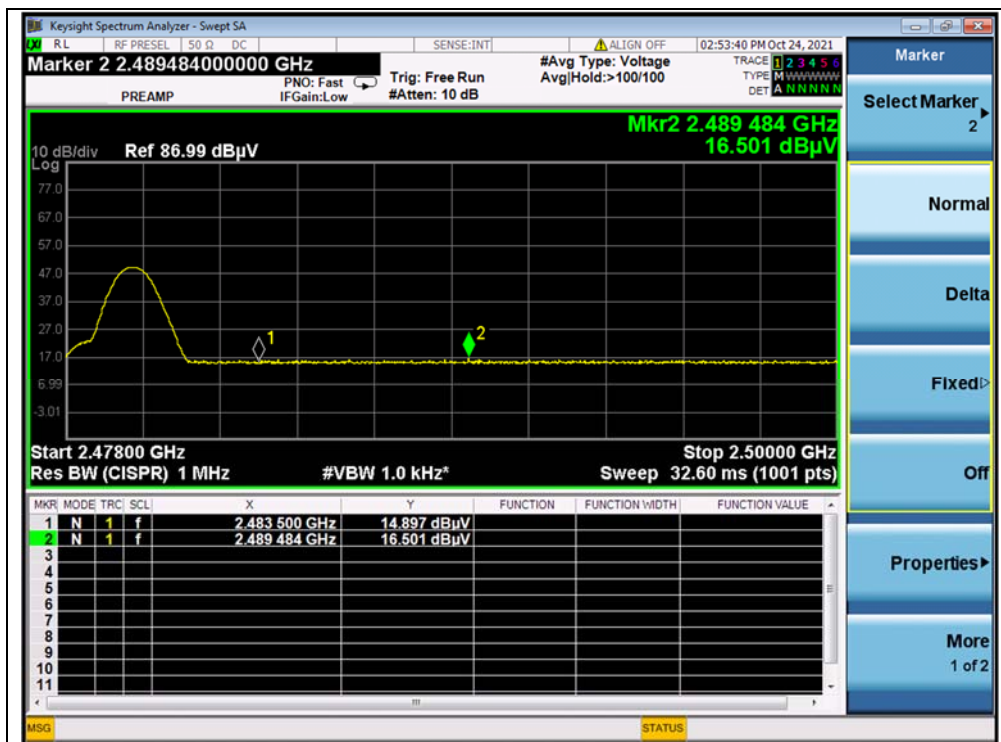 Keysight Spectrum Analyzer - Swept SA
LXI RL RF PRESEL 50 Ω DC SENSE:INT ALIGN OFF 02:53:40 PM Oct 24, 2021
Marker 2 2.489484000000 GHz
PREAMP
PNO: Fast
IFGain:Low
Trig: Free Run
#Atten: 10 dB
#Avg Type: Voltage
Avg|Hold:>100/100
TRACE 1 2 3 4 5 6
TYPE M WWWWW
DET A N N N N N
Mkr2 2.489 484 GHz
16.501 dBµV
10 dB/div Ref 86.99 dBµV
Log
77.0
67.0
57.0
47.0
37.0
27.0
17.0
6.99
-3.01
1
2
Start 2.47800 GHz Stop 2.50000 GHz
Res BW (CISPR) 1 MHz #VBW 1.0 kHz* Sweep 32.60 ms (1001 pts)
MKR MODE TRC SCL X Y FUNCTION FUNCTION WIDTH FUNCTION VALUE
1 N 1 f 2.483 500 GHz 14.897 dBµV
2 N 1 f 2.489 484 GHz 16.501 dBµV
3
4
5
6
7
8
9
10
11
MSG STATUS
Marker
Select Marker
2
Normal
Delta
Fixed
Off
Properties
More
1 of 2